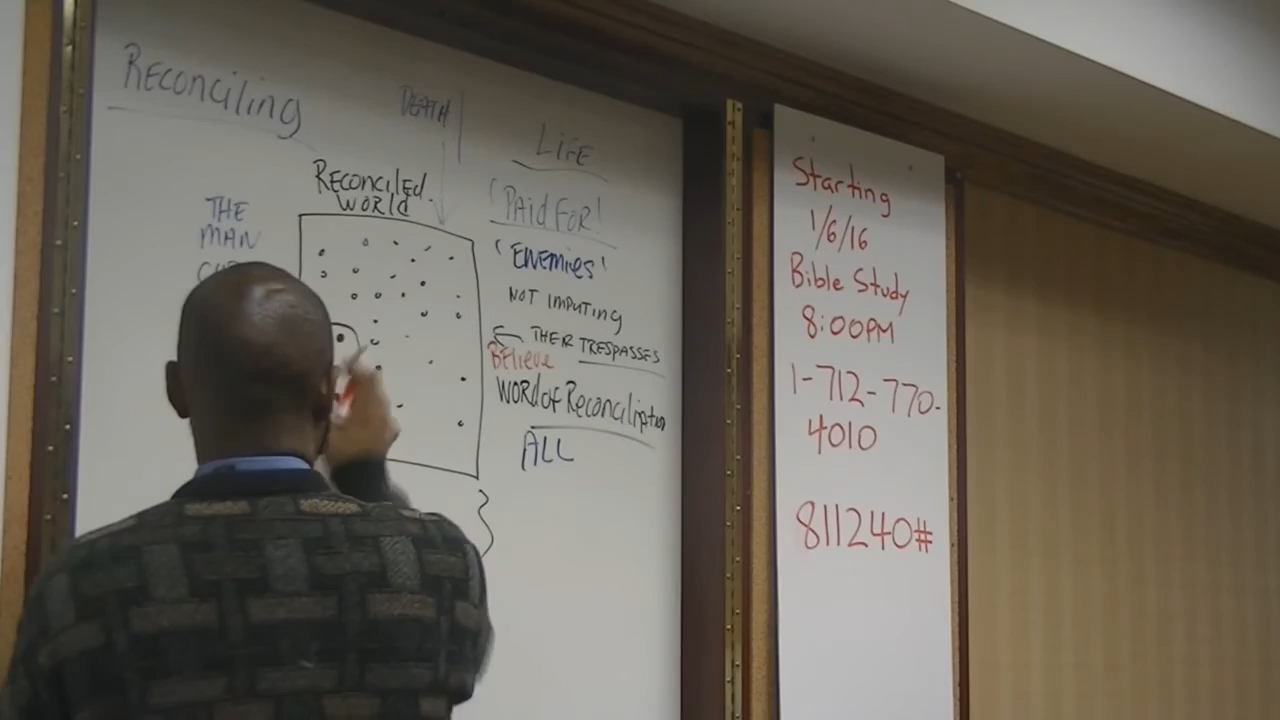 Reconciling
DEATH
LIFE
Reconciled
WORLD
'PAID FOR!
THE
MAN
'ENEMIES'
NOT IMPUTING
THEIR TRESPASSES
BELieve
WORD of Reconciliation
ALL
Starting
1/6/16
Bible Study
8:00PM
1-712-770-
4010
811240#